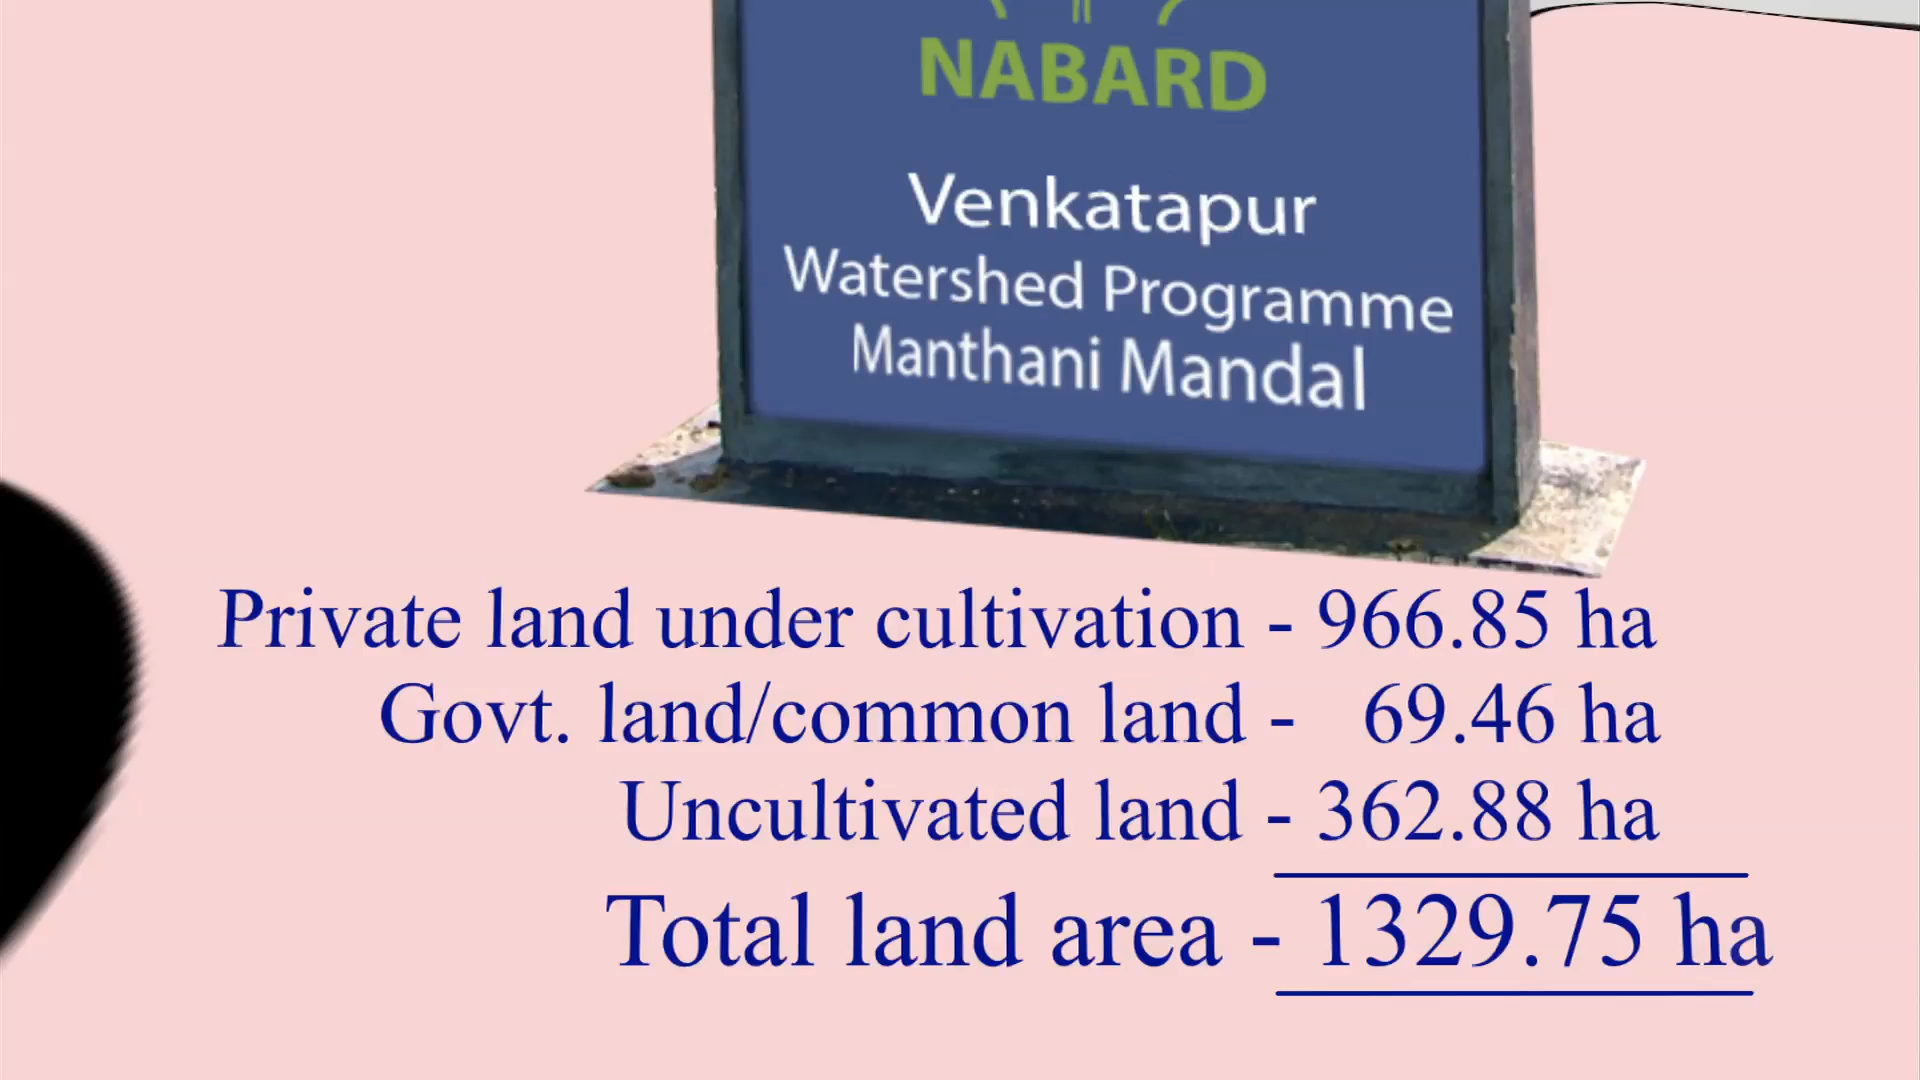 NABARD
Venkatapur
Watershed Programme
Manthani Mandal
Private land under cultivation - 966.85 ha
Govt. land/common land - 69.46 ha
Uncultivated land - 362.88 ha
Total land area - 1329.75 ha